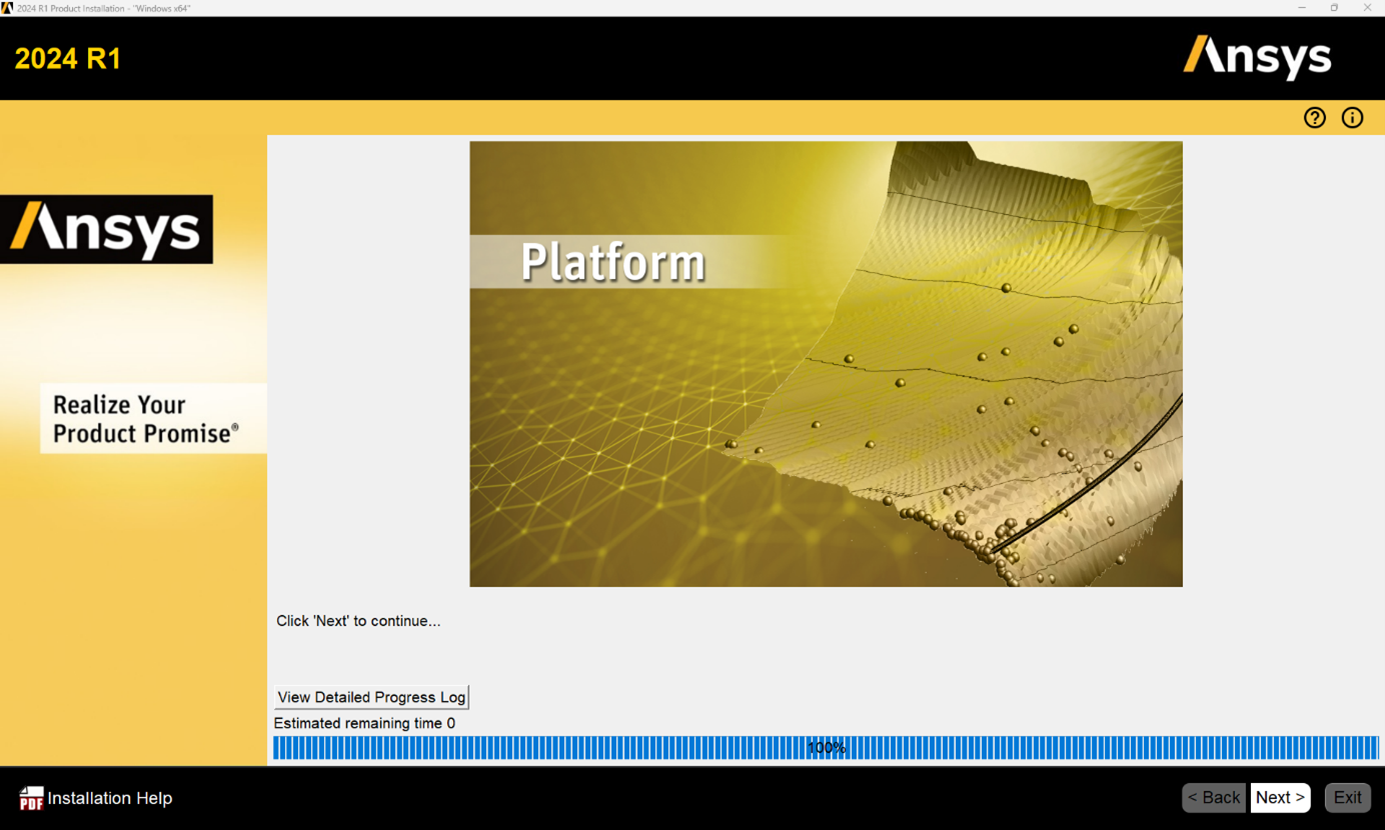 2024 R1 Product Installation - "Windows x64"
2024 R1
Ansys
Ansys
Realize Your
Product Promise®
Platform
Click 'Next' to continue...
View Detailed Progress Log
Estimated remaining time 0
100%
PDF Installation Help
< Back Next > Exit